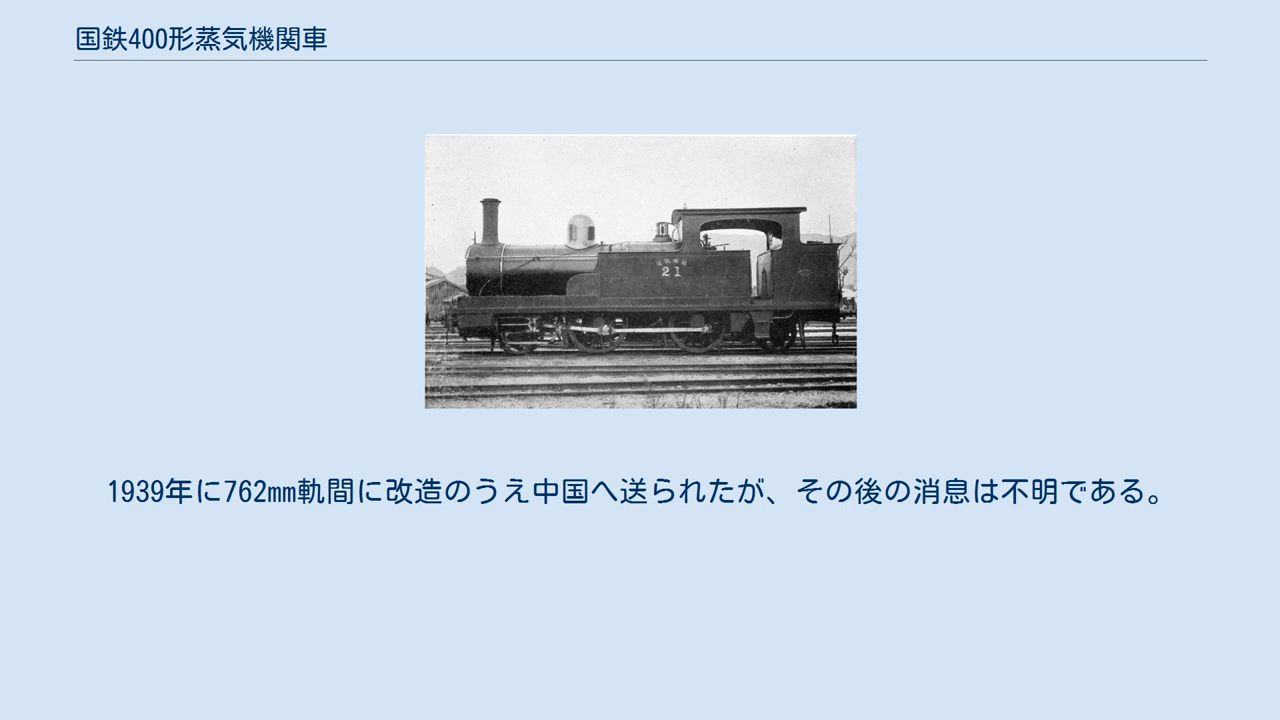 国鉄400形蒸気機関車
21
1939年に762mm軌間に改造のうえ中国へ送られたが、その後の消息は不明である。